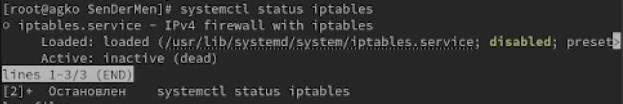 [root@agko SenDerMen]# systemctl status iptables
○ iptables.service - IPv4 firewall with iptables
Loaded: loaded (/usr/lib/systemd/system/iptables.service; disabled; preset>
Active: inactive (dead)
lines 1-3/3 (END)
[2]+ Остановлен systemctl status iptables